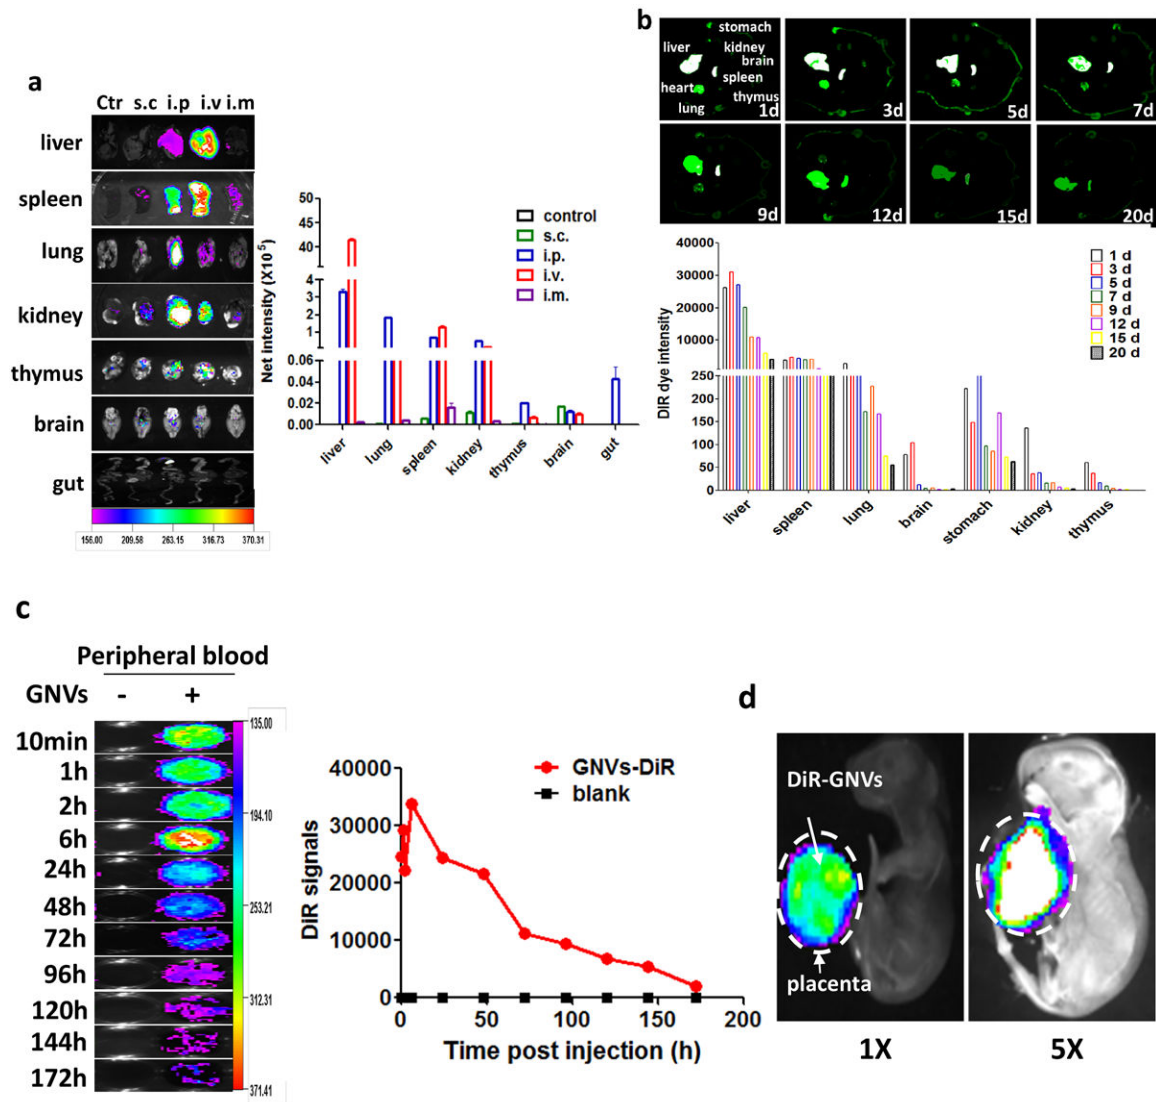 a
Ctr s.c i.p i.v i.m
liver
spleen
lung
kidney
thymus
brain
gut
156.00 209.58 263.15 316.73 370.31
Net intensity (X10⁵)
50
45
40
4
3
2
1
0.06
0.04
0.02
0.00
control
s.c.
i.p.
i.v.
i.m.
liver lung spleen kidney thymus brain gut
b
stomach
liver kidney
brain
spleen
heart
thymus
lung
1d 3d 5d 7d
9d 12d 15d 20d
DIR dye intensity
40000
30000
20000
10000
250
200
150
100
50
0
1 d
3 d
5 d
7 d
9 d
12 d
15 d
20 d
liver spleen lung brain stomach kidney thymus
c
Peripheral blood
GNVs - +
10min
1h
2h
6h
24h
48h
72h
96h
120h
144h
172h
135.00
194.10
253.21
312.31
371.41
DiR signals
40000
30000
20000
10000
0
GNVs-DiR
blank
0 50 100 150 200
Time post injection (h)
d
DiR-GNVs
placenta
1X 5X